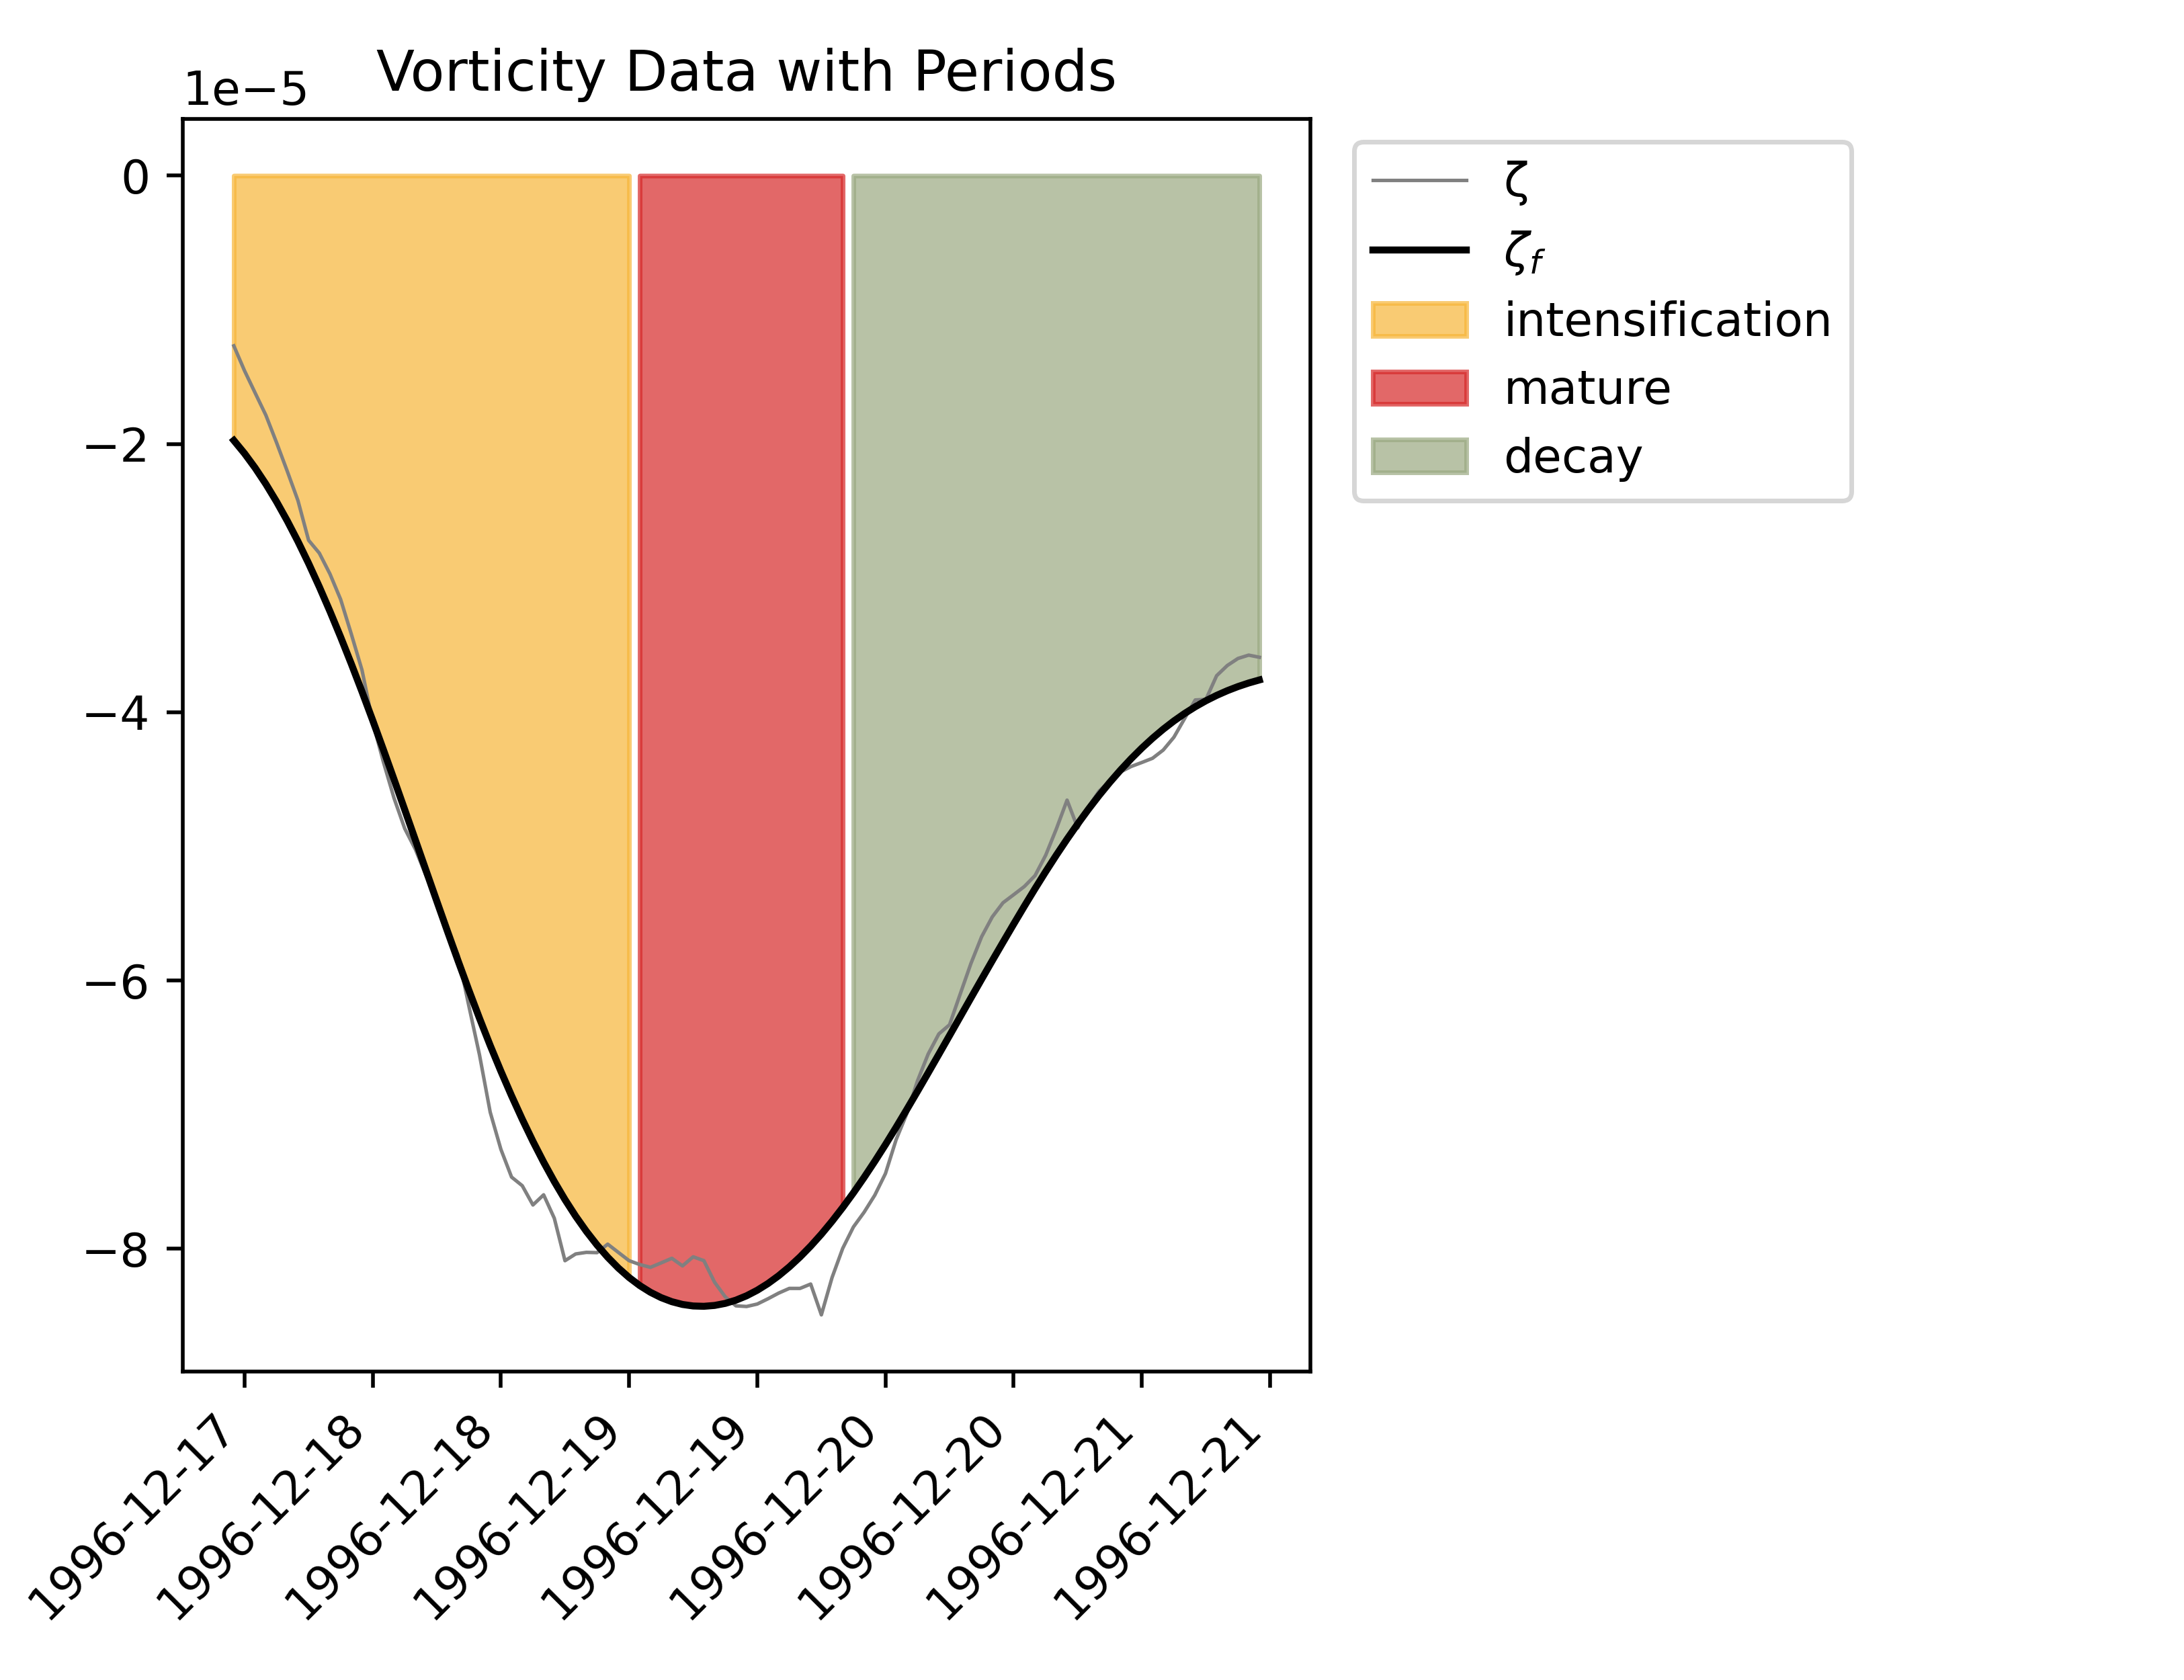 Vorticity Data with Periods
1e−5
0
−2
−4
−6
−8
1996-12-17
1996-12-18
1996-12-18
1996-12-19
1996-12-19
1996-12-20
1996-12-20
1996-12-21
1996-12-21
ζ
ζf
intensification
mature
decay